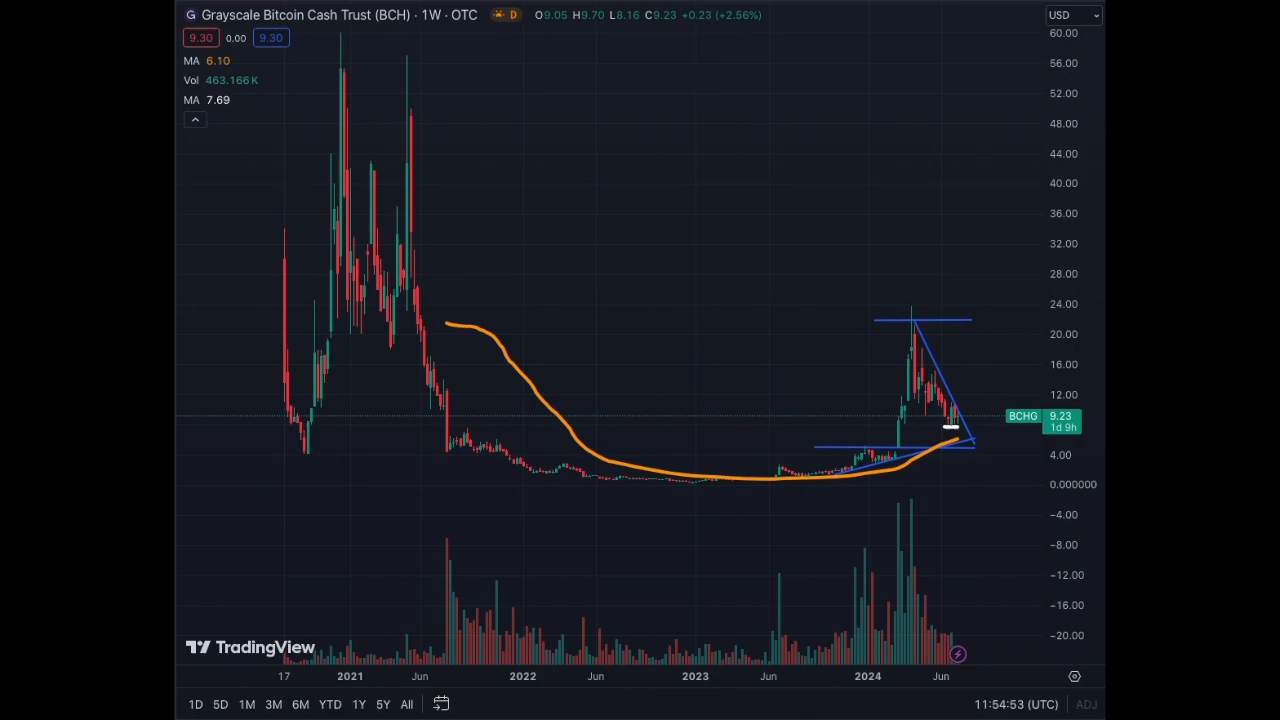 G Grayscale Bitcoin Cash Trust (BCH) · 1W · OTC D O9.05 H9.70 L8.16 C9.23 +0.23 (+2.56%) USD
9.30 0.00 9.30
MA 6.10
Vol 463.166 K
MA 7.69
60.00
56.00
52.00
48.00
44.00
40.00
36.00
32.00
28.00
24.00
20.00
16.00
12.00
BCHG 9.23
1d 9h
4.00
0.000000
−4.00
−8.00
−12.00
−16.00
−20.00
TradingView
17 2021 Jun 2022 Jun 2023 Jun 2024 Jun
1D 5D 1M 3M 6M YTD 1Y 5Y All 11:54:53 (UTC) ADJ